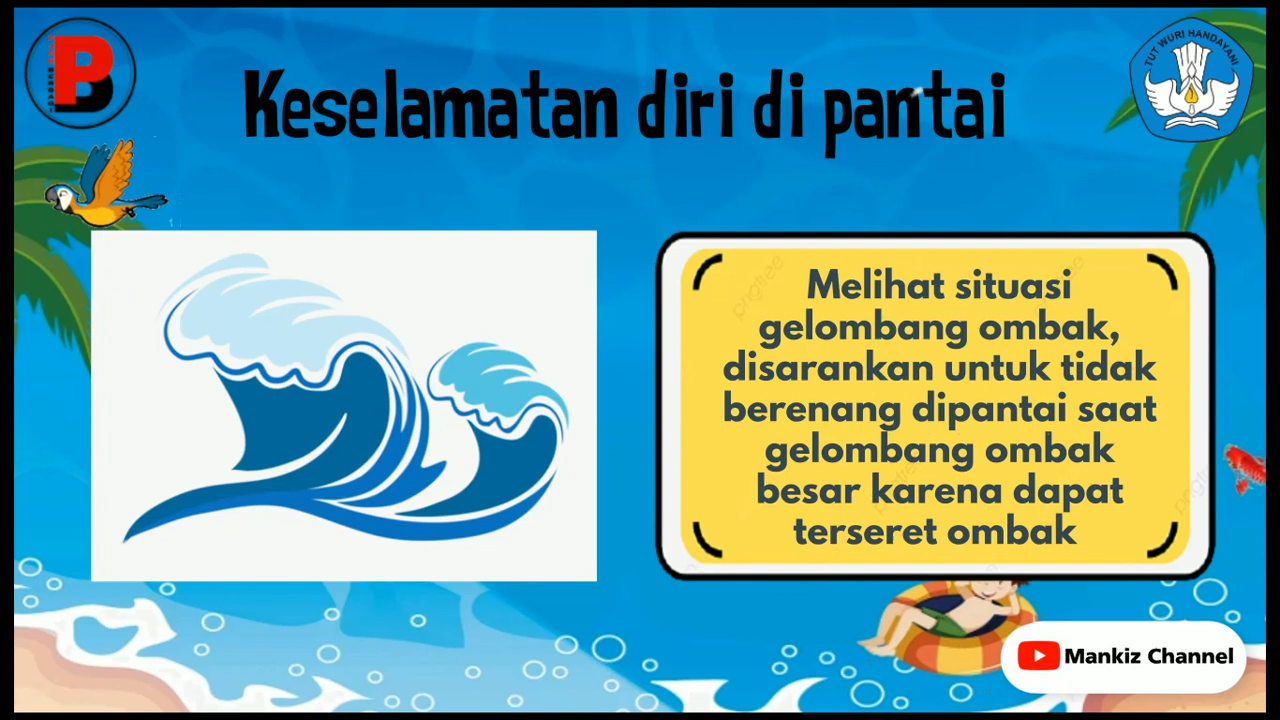 TUT WURI HANDAYANI
Keselamatan diri di pantai
Melihat situasi
gelombang ombak,
disarankan untuk tidak
berenang dipantai saat
gelombang ombak
besar karena dapat
terseret ombak
Mankiz Channel